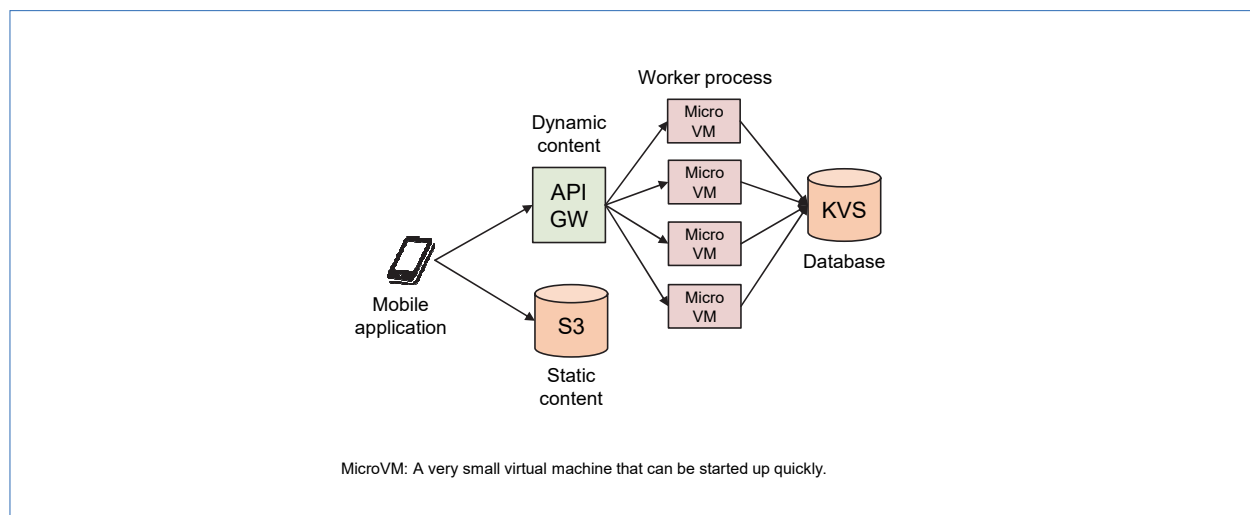 Worker process
Micro
VM
Dynamic
content
API
GW
Micro
VM
Micro
VM
Micro
VM
KVS
Database
Mobile
application
S3
Static
content
MicroVM: A very small virtual machine that can be started up quickly.